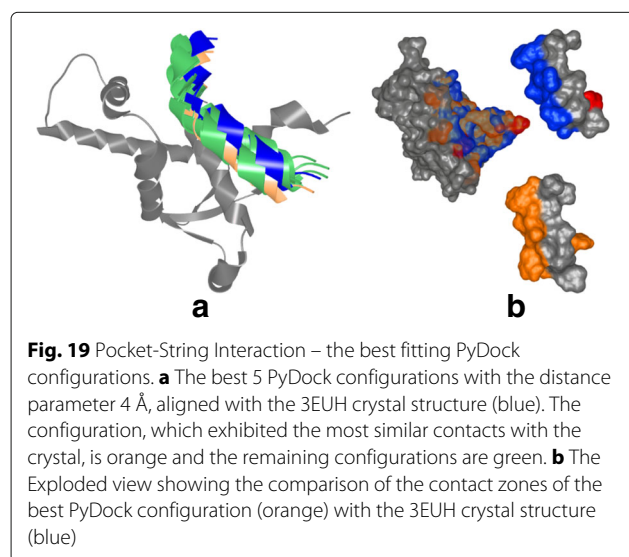 a
b
Fig. 19 Pocket-String Interaction – the best fitting PyDock
configurations. a The best 5 PyDock configurations with the distance
parameter 4 Å, aligned with the 3EUH crystal structure (blue). The
configuration, which exhibited the most similar contacts with the
crystal, is orange and the remaining configurations are green. b The
Exploded view showing the comparison of the contact zones of the
best PyDock configuration (orange) with the 3EUH crystal structure
(blue)